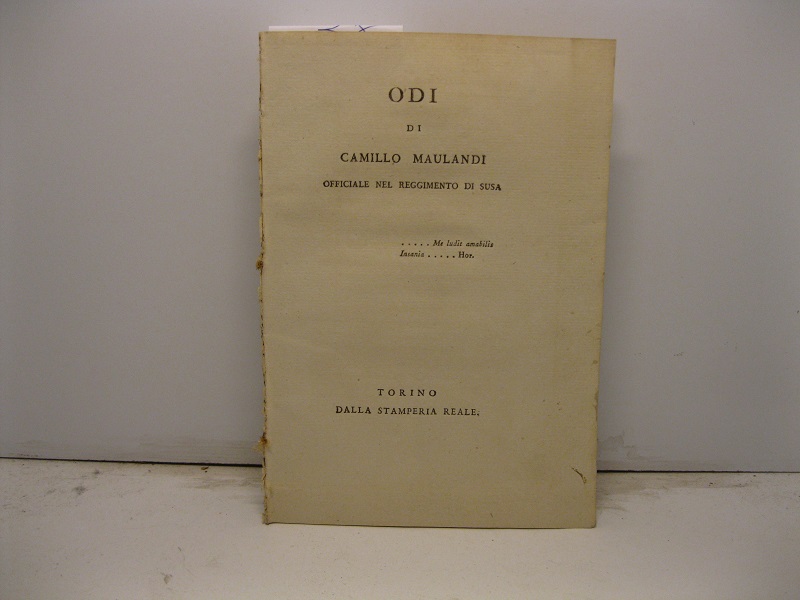 ODI
DI
CAMILLO MAULANDI
OFFICIALE NEL REGGIMENTO DI SUSA
. . . . . Me ludit amabilis
Insania . . . . . Hor.
TORINO
DALLA STAMPERIA REALE.